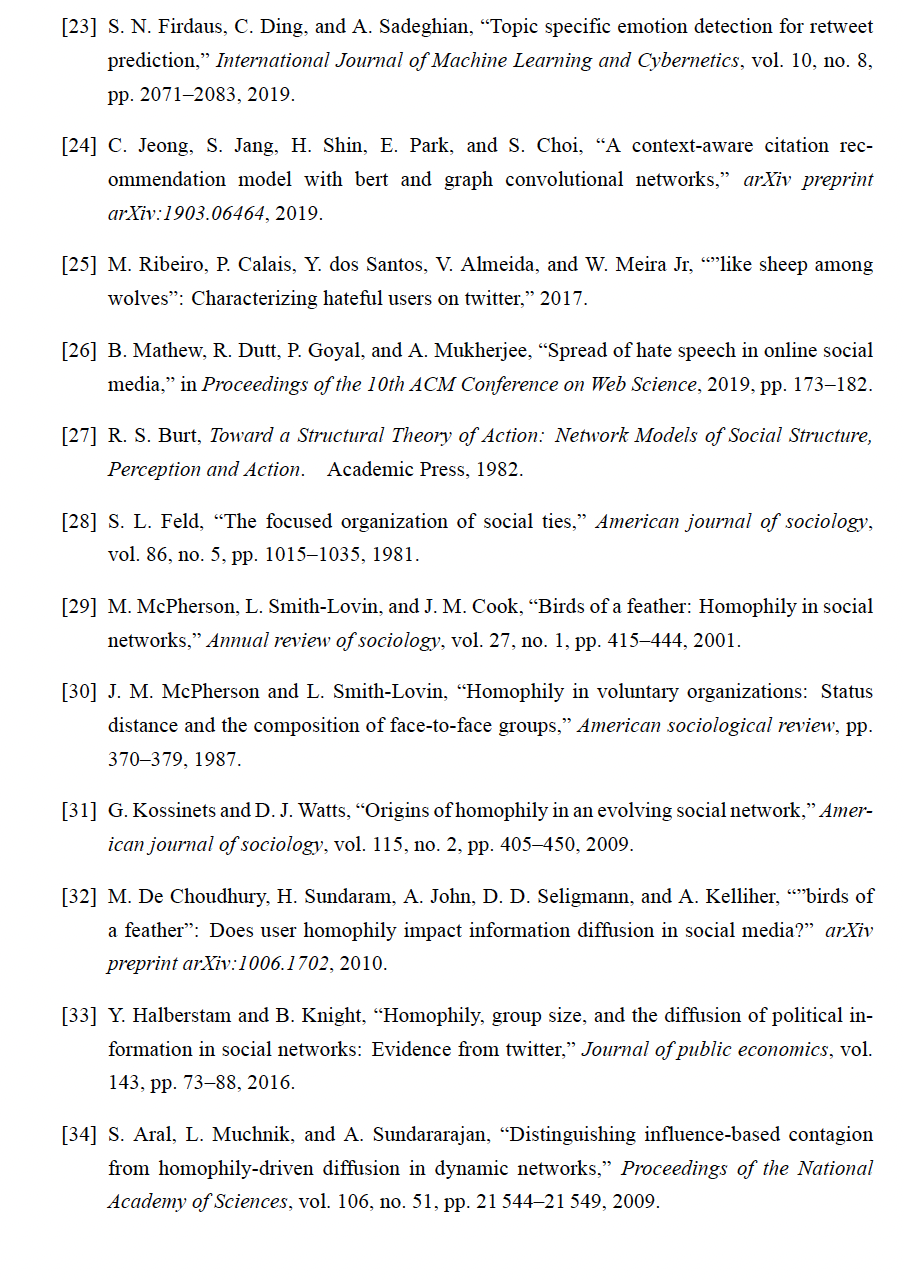 [23] S. N. Firdaus, C. Ding, and A. Sadeghian, “Topic specific emotion detection for retweet
prediction,” International Journal of Machine Learning and Cybernetics, vol. 10, no. 8,
pp. 2071–2083, 2019.
[24] C. Jeong, S. Jang, H. Shin, E. Park, and S. Choi, “A context-aware citation rec-
ommendation model with bert and graph convolutional networks,” arXiv preprint
arXiv:1903.06464, 2019.
[25] M. Ribeiro, P. Calais, Y. dos Santos, V. Almeida, and W. Meira Jr, “”like sheep among
wolves”: Characterizing hateful users on twitter,” 2017.
[26] B. Mathew, R. Dutt, P. Goyal, and A. Mukherjee, “Spread of hate speech in online social
media,” in Proceedings of the 10th ACM Conference on Web Science, 2019, pp. 173–182.
[27] R. S. Burt, Toward a Structural Theory of Action: Network Models of Social Structure,
Perception and Action. Academic Press, 1982.
[28] S. L. Feld, “The focused organization of social ties,” American journal of sociology,
vol. 86, no. 5, pp. 1015–1035, 1981.
[29] M. McPherson, L. Smith-Lovin, and J. M. Cook, “Birds of a feather: Homophily in social
networks,” Annual review of sociology, vol. 27, no. 1, pp. 415–444, 2001.
[30] J. M. McPherson and L. Smith-Lovin, “Homophily in voluntary organizations: Status
distance and the composition of face-to-face groups,” American sociological review, pp.
370–379, 1987.
[31] G. Kossinets and D. J. Watts, “Origins of homophily in an evolving social network,” Amer-
ican journal of sociology, vol. 115, no. 2, pp. 405–450, 2009.
[32] M. De Choudhury, H. Sundaram, A. John, D. D. Seligmann, and A. Kelliher, “”birds of
a feather”: Does user homophily impact information diffusion in social media?” arXiv
preprint arXiv:1006.1702, 2010.
[33] Y. Halberstam and B. Knight, “Homophily, group size, and the diffusion of political in-
formation in social networks: Evidence from twitter,” Journal of public economics, vol.
143, pp. 73–88, 2016.
[34] S. Aral, L. Muchnik, and A. Sundararajan, “Distinguishing influence-based contagion
from homophily-driven diffusion in dynamic networks,” Proceedings of the National
Academy of Sciences, vol. 106, no. 51, pp. 21 544–21 549, 2009.